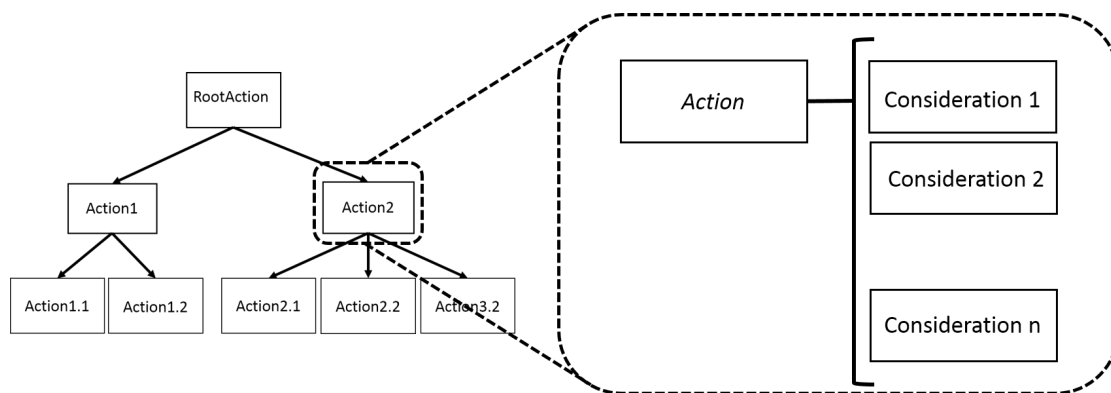 RootAction
Action1
Action2
Action1.1
Action1.2
Action2.1
Action2.2
Action3.2
Action
Consideration 1
Consideration 2
Consideration n